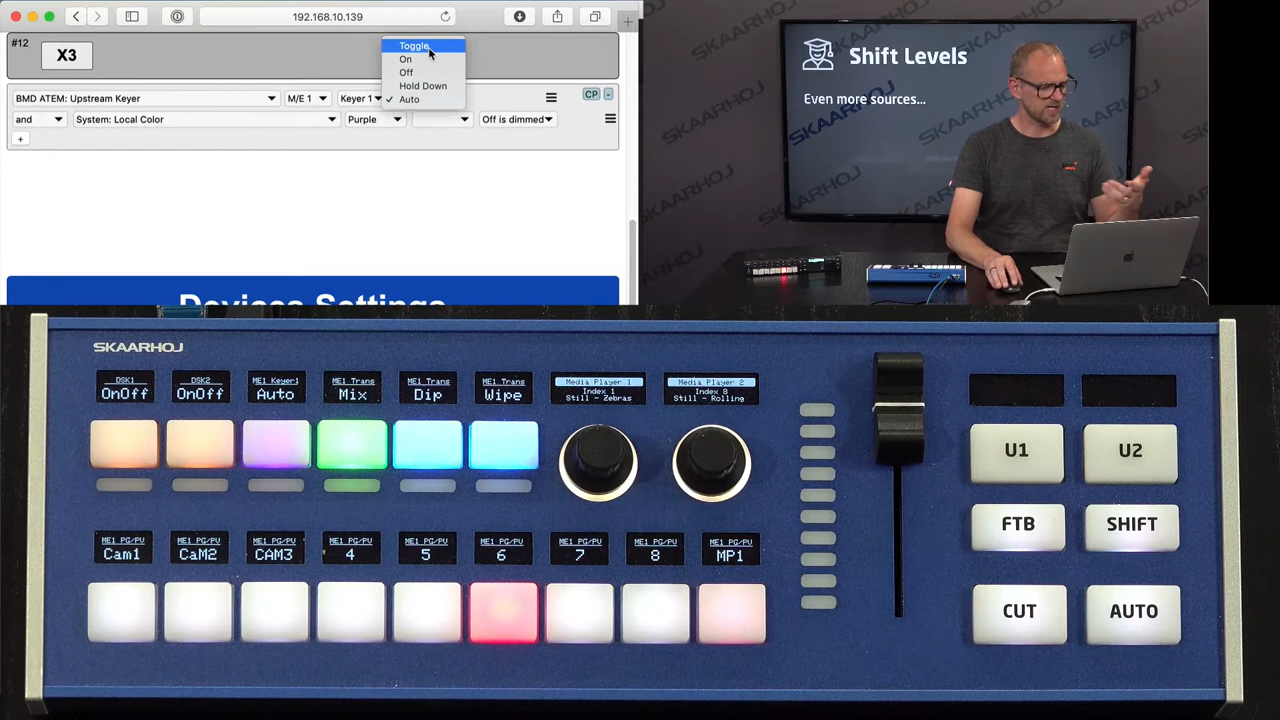 192.168.10.139
#12
X3
Toggle
On
Off
Hold Down
✓ Auto
BMD ATEM: Upstream Keyer
M/E 1
Keyer 1
CP
-
and
System: Local Color
Purple
Off is dimmed
+
Devices Settings
Shift Levels
Even more sources...
SKAARHOJ
SKAARHOJ
SKAARHOJ
SKAARHOJ
DSK1
OnOff
DSK2
OnOff
ME1 Keyer1
Auto
ME1 Trans
Mix
ME1 Trans
Dip
ME1 Trans
Wipe
Media Player 1
Index 1
Still - Zebras
Media Player 2
Index 8
Still - Rolling
U1
U2
FTB
SHIFT
CUT
AUTO
ME1 PG/PV
Cam1
ME1 PG/PV
CaM2
ME1 PG/PV
CAM3
ME1 PG/PV
4
ME1 PG/PV
5
ME1 PG/PV
6
ME1 PG/PV
7
ME1 PG/PV
8
ME1 PG/PV
MP1